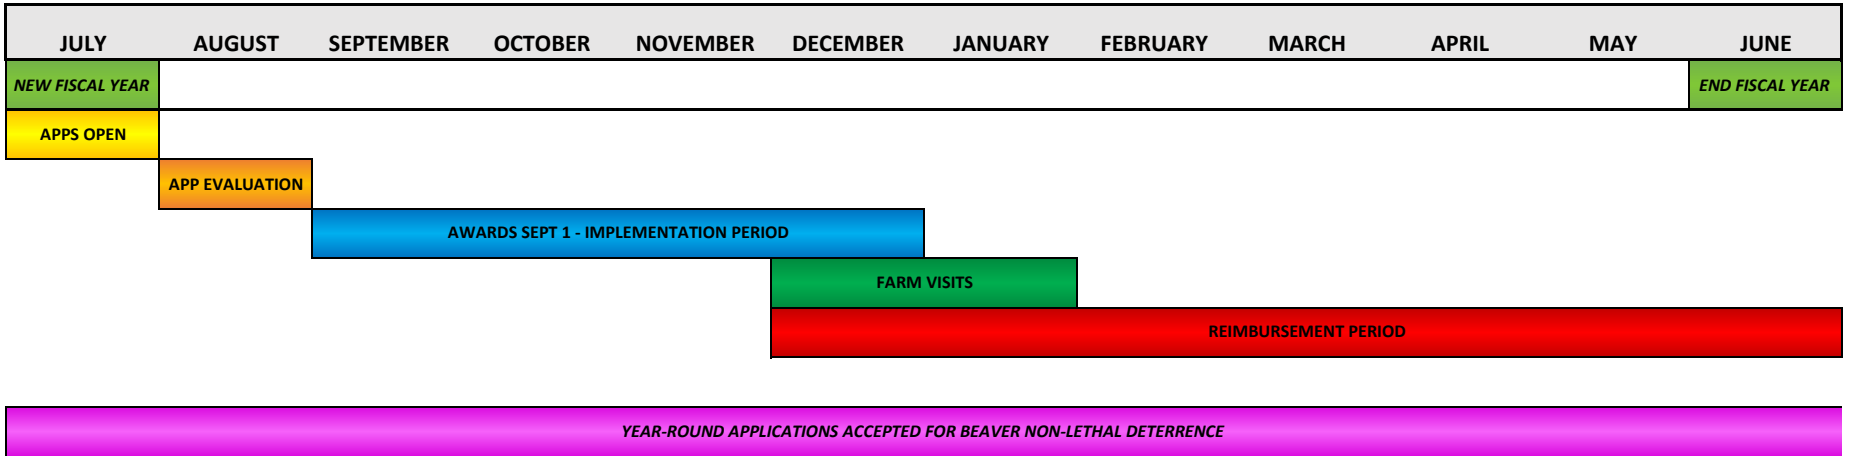 JULY AUGUST SEPTEMBER OCTOBER NOVEMBER DECEMBER JANUARY FEBRUARY MARCH APRIL MAY JUNE
NEW FISCAL YEAR END FISCAL YEAR
APPS OPEN
APP EVALUATION
AWARDS SEPT 1 - IMPLEMENTATION PERIOD
FARM VISITS
REIMBURSEMENT PERIOD
YEAR-ROUND APPLICATIONS ACCEPTED FOR BEAVER NON-LETHAL DETERRENCE